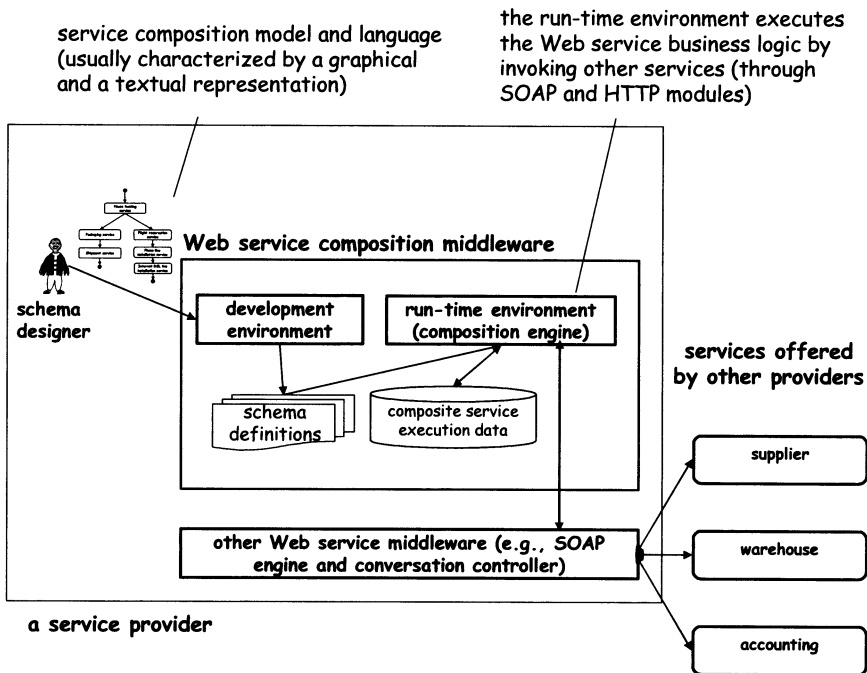 service composition model and language
(usually characterized by a graphical
and a textual representation)
the run-time environment executes
the Web service business logic by
invoking other services (through
SOAP and HTTP modules)
Web service composition middleware
schema
designer
development
environment
run-time environment
(composition engine)
schema
definitions
composite service
execution data
services offered
by other providers
supplier
warehouse
accounting
other Web service middleware (e.g., SOAP
engine and conversation controller)
a service provider